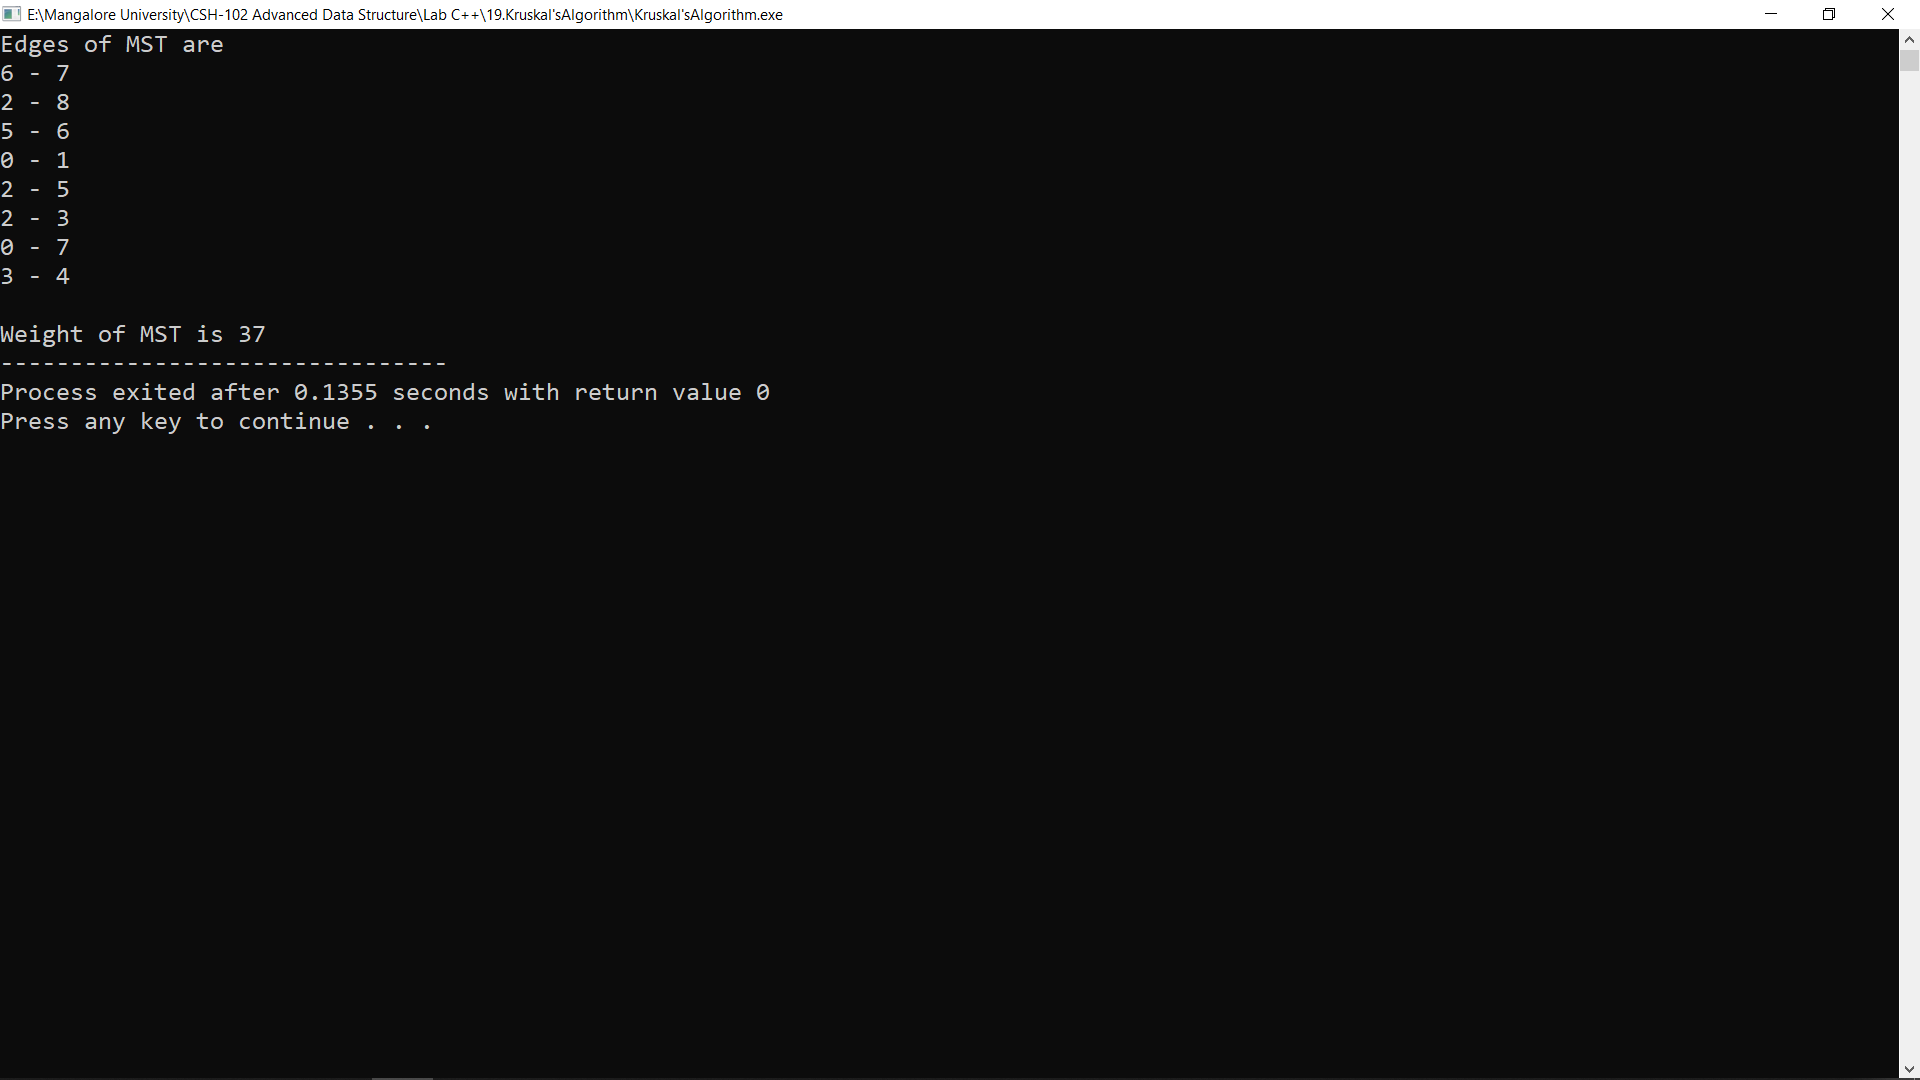 E:\Mangalore University\CSH-102 Advanced Data Structure\Lab C++\19.Kruskal'sAlgorithm\Kruskal'sAlgorithm.exe
Edges of MST are
6 - 7
2 - 8
5 - 6
0 - 1
2 - 5
2 - 3
0 - 7
3 - 4
Weight of MST is 37
--------------------------------
Process exited after 0.1355 seconds with return value 0
Press any key to continue . . .